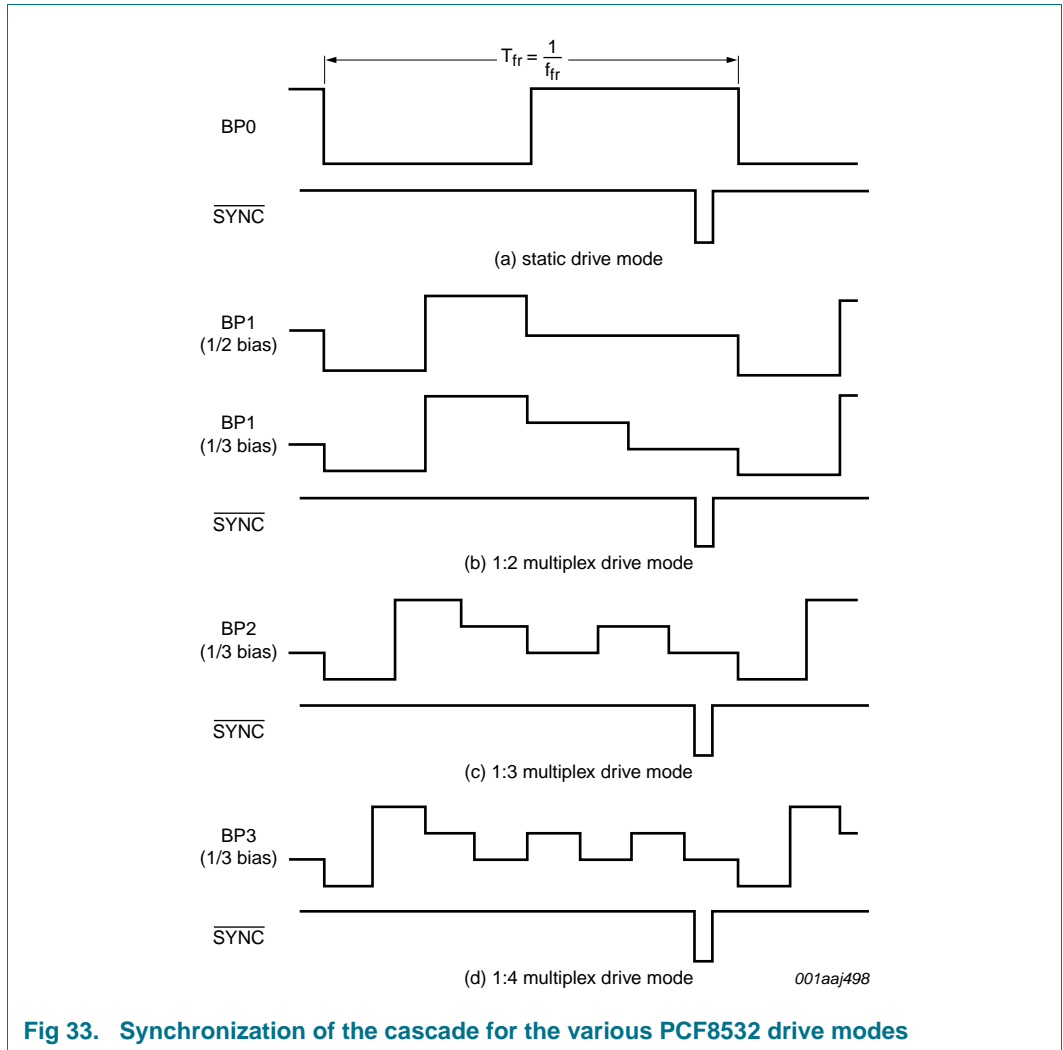 T_fr = 1/f_fr
BP0
SYNC
(a) static drive mode
BP1
(1/2 bias)
BP1
(1/3 bias)
SYNC
(b) 1:2 multiplex drive mode
BP2
(1/3 bias)
SYNC
(c) 1:3 multiplex drive mode
BP3
(1/3 bias)
SYNC
(d) 1:4 multiplex drive mode
001aaj498
Fig 33. Synchronization of the cascade for the various PCF8532 drive modes